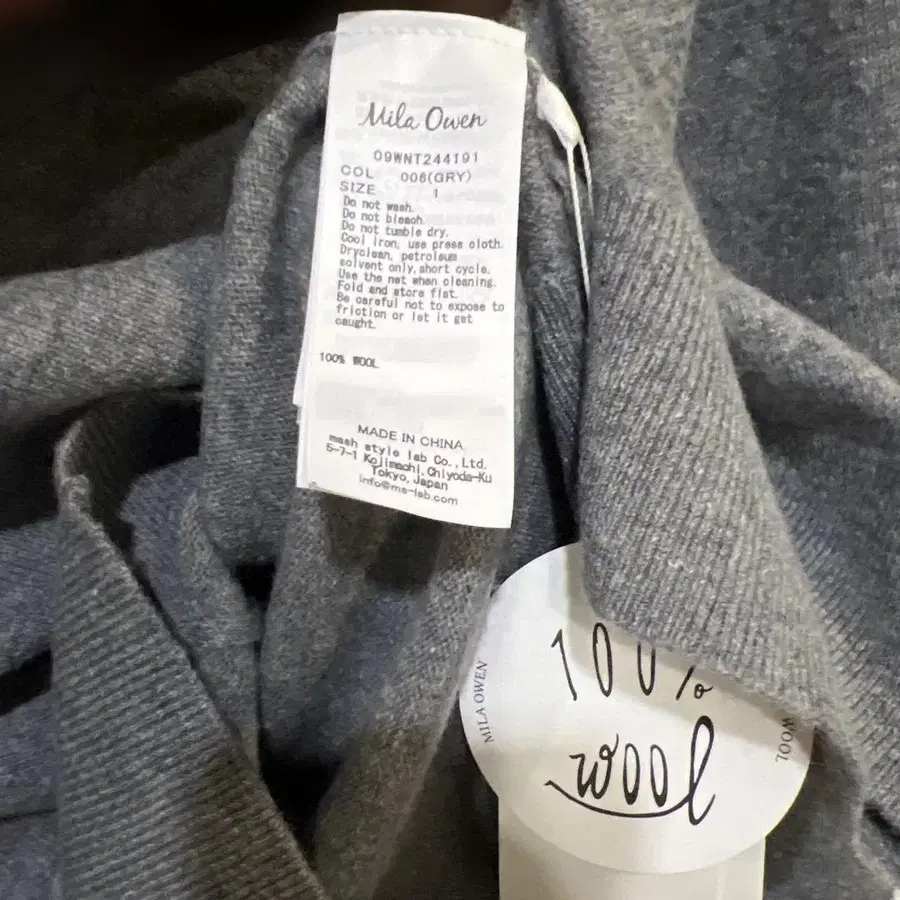 Mila Owen
09WNT244191
COL 006(GRY)
SIZE 1
Do not wash.
Do not bleach.
Do not tumble dry.
Cool iron, use press cloth.
Dryclean, petroleum
solvent only, short cycle.
Use the net when cleaning.
Fold and store flat.
Be careful not to expose to
friction or let it get
caught.
100% WOOL
MADE IN CHINA
mash style lab Co., Ltd.
5-7-1 Kojimachi, Chiyoda-Ku
Tokyo, Japan
info@ms-lab.com
100%
wool
MILA OWEN
WOOL